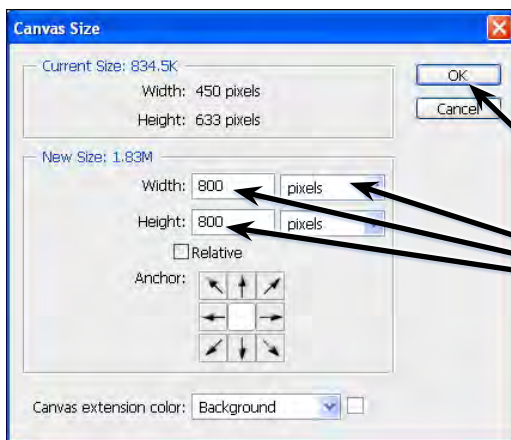 Canvas Size
Current Size: 834.5K
OK
Width: 450 pixels
Cancel
Height: 633 pixels
New Size: 1.83M
Width: 800 pixels
Height: 800 pixels
Relative
Anchor:
Canvas extension color: Background